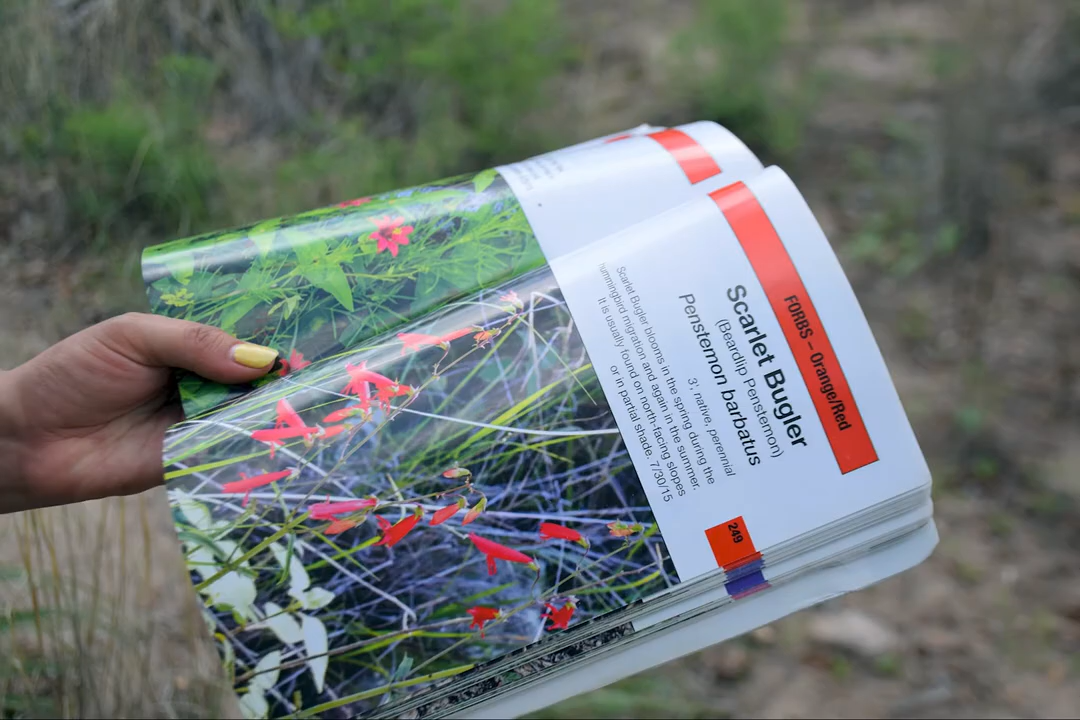 FORBS – Orange/Red
Scarlet Bugler
(Beardlip Penstemon)
Penstemon barbatus
3', native, perennial
Scarlet Bugler blooms in the spring during the
hummingbird migration and again in the summer.
It is usually found on north-facing slopes
or in partial shade. 7/30/15
249